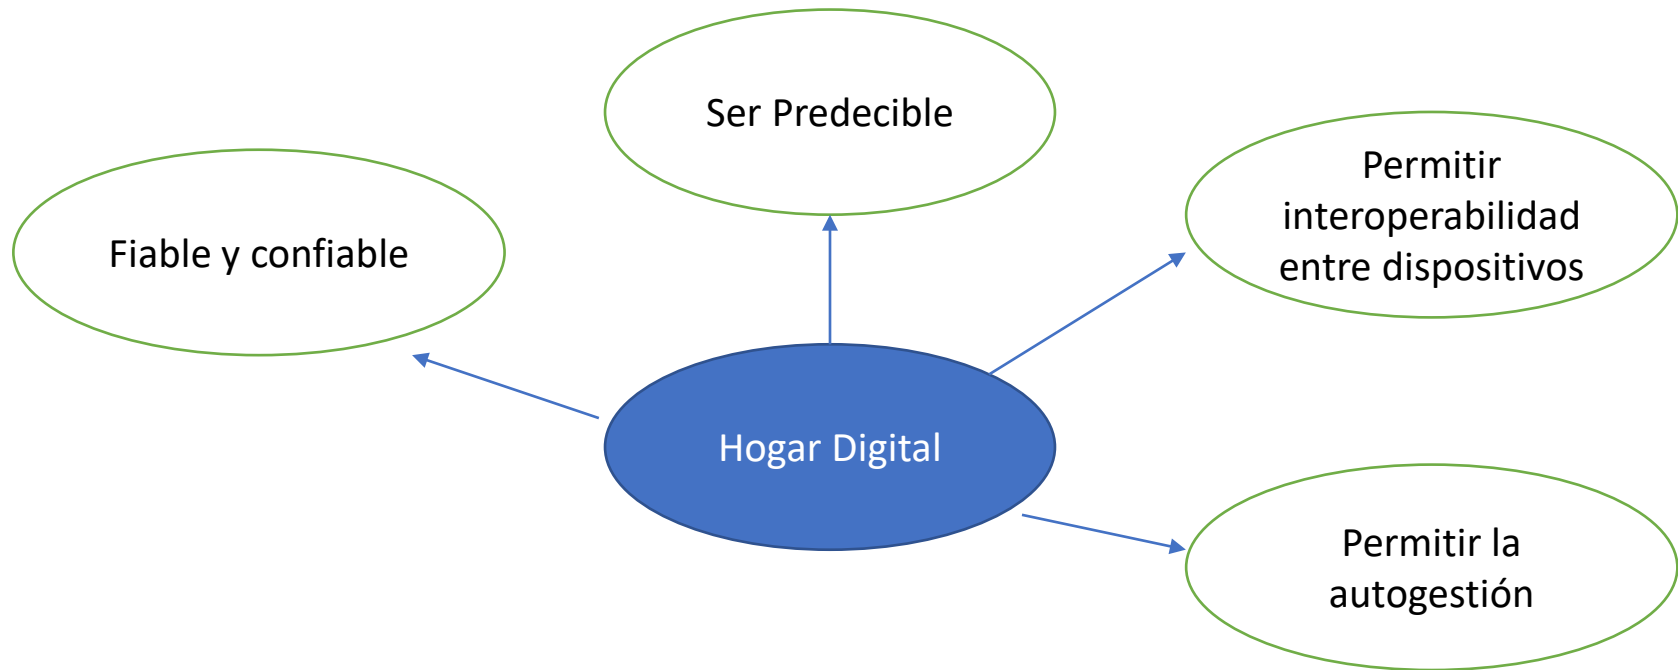 Ser Predecible
Fiable y confiable
Permitir
interoperabilidad
entre dispositivos
Hogar Digital
Permitir la
autogestión